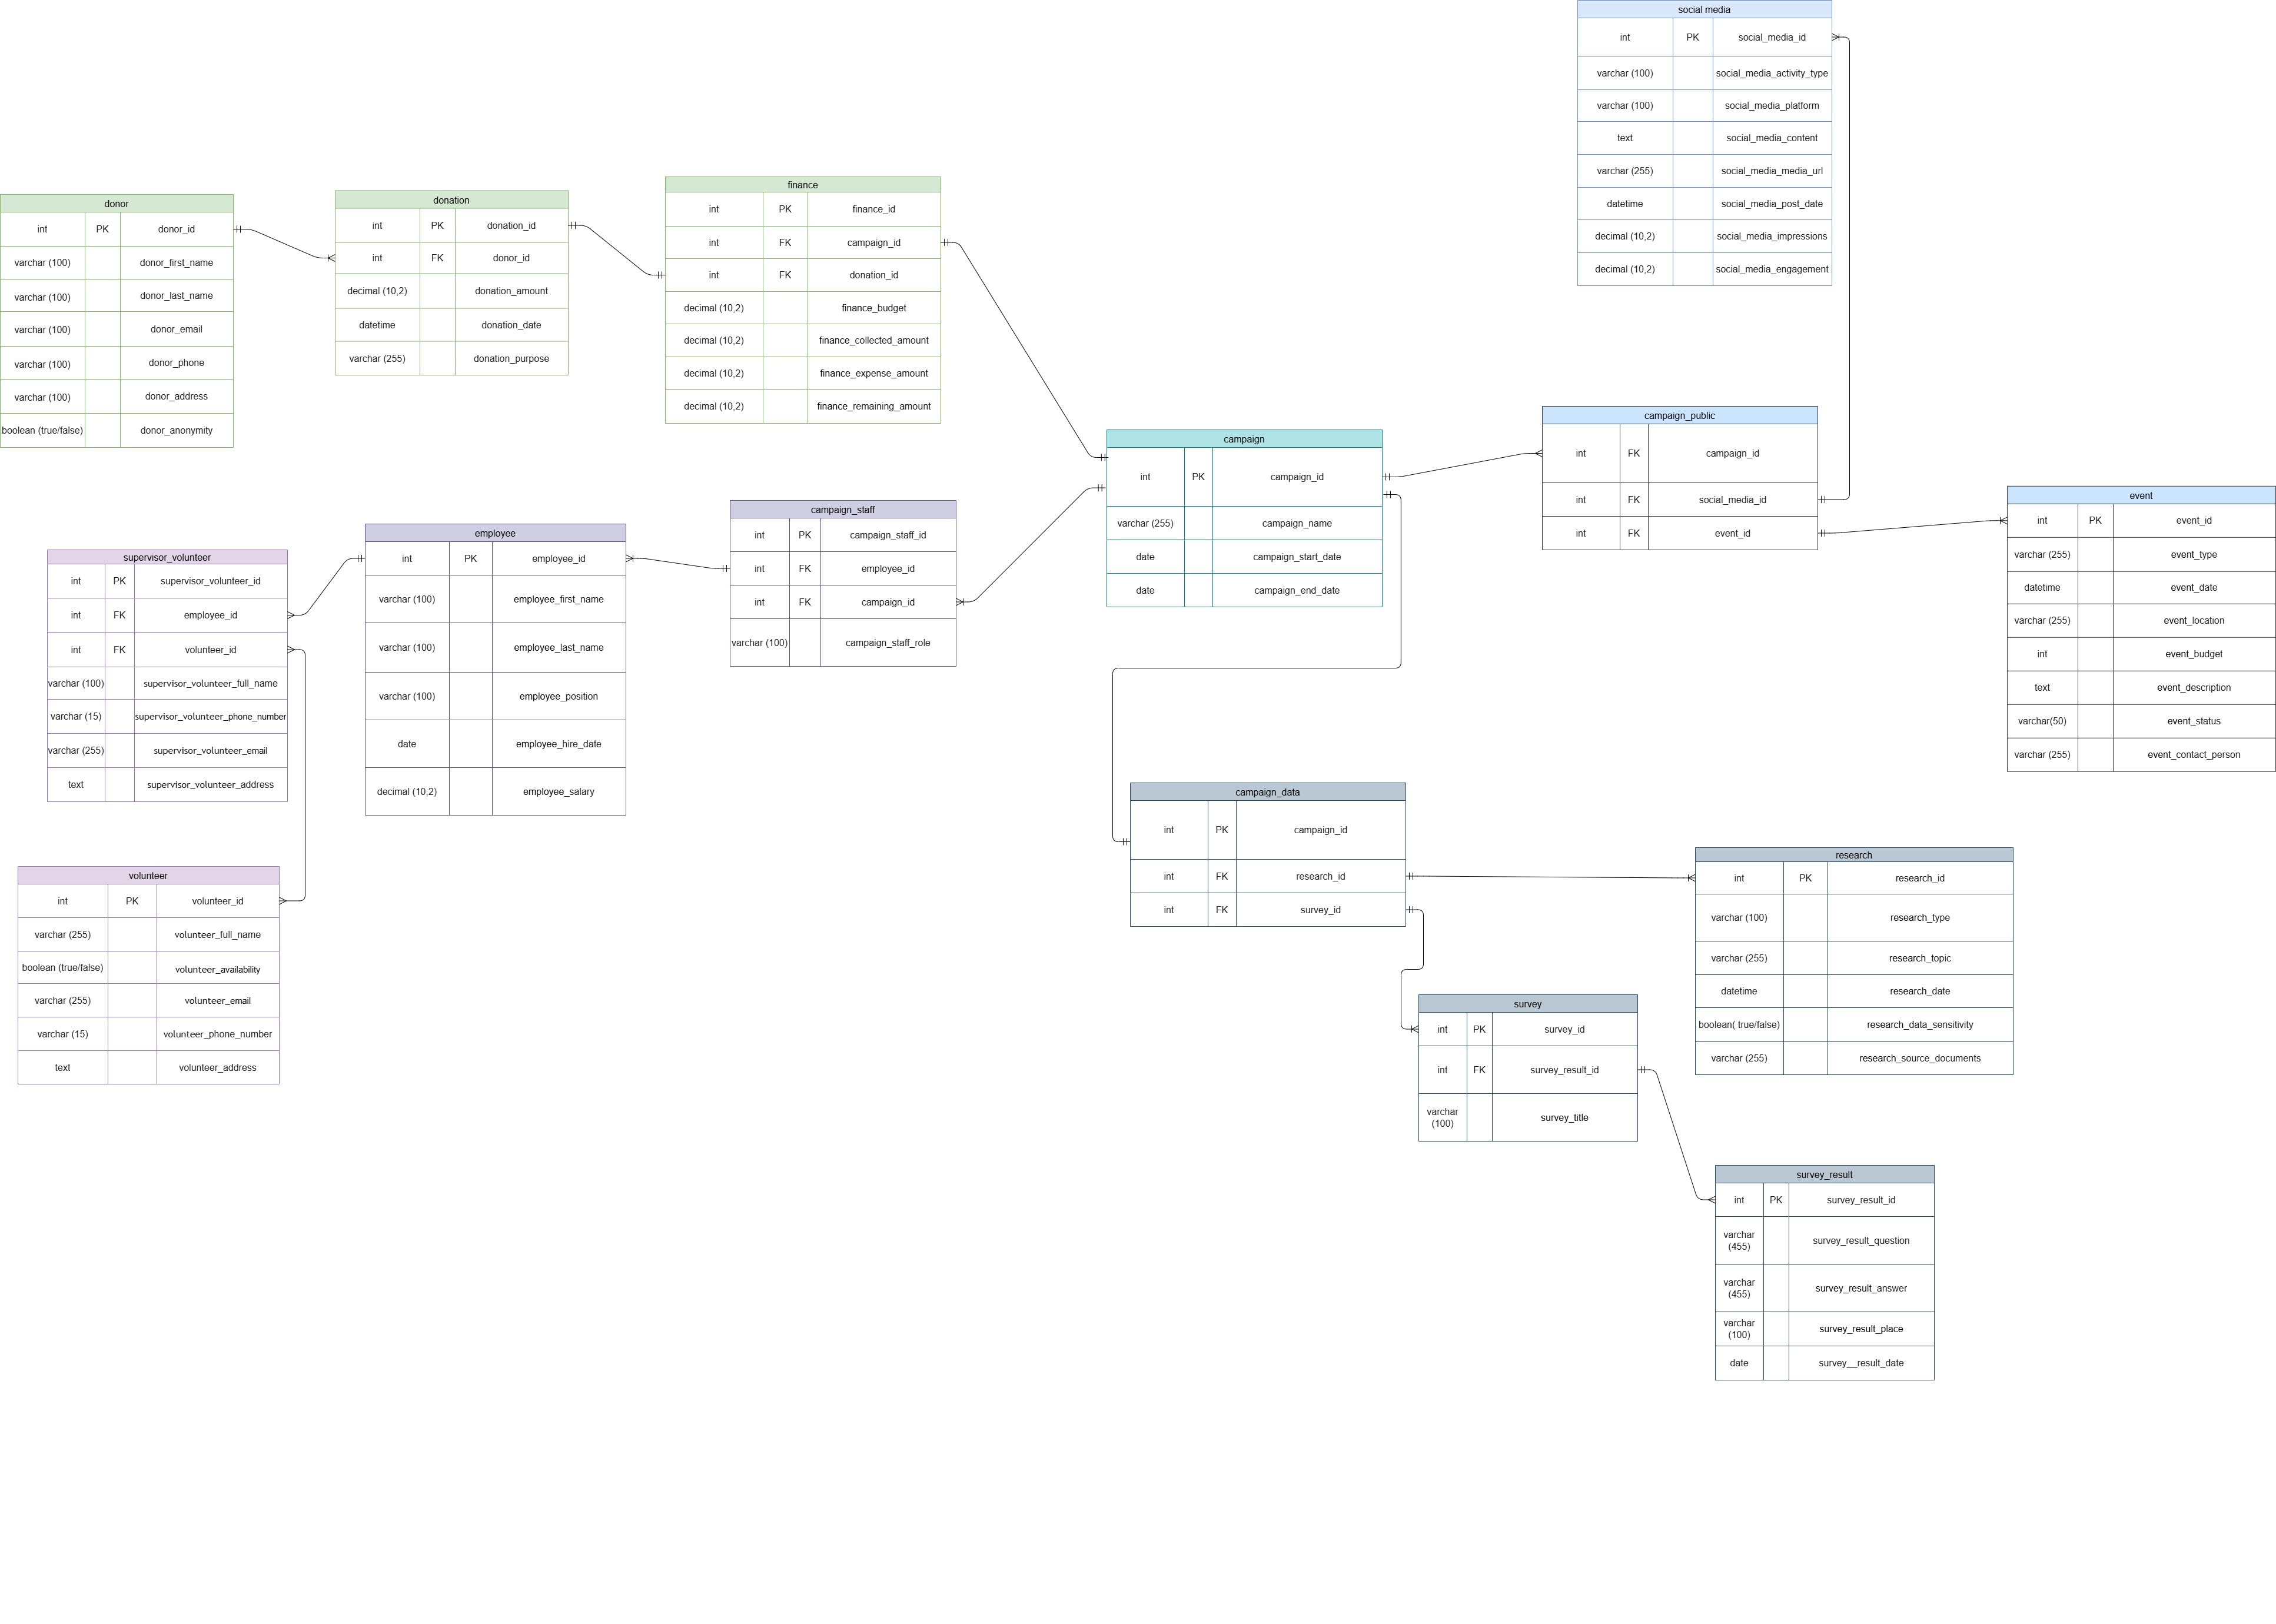 social media
int PK social_media_id
varchar (100) social_media_activity_type
varchar (100) social_media_platform
text social_media_content
varchar (255) social_media_media_url
datetime social_media_post_date
decimal (10,2) social_media_impressions
decimal (10,2) social_media_engagement
donor
int PK donor_id
varchar (100) donor_first_name
varchar (100) donor_last_name
varchar (100) donor_email
varchar (100) donor_phone
varchar (100) donor_address
boolean (true/false) donor_anonymity
donation
int PK donation_id
int FK donor_id
decimal (10,2) donation_amount
datetime donation_date
varchar (255) donation_purpose
finance
int PK finance_id
int FK campaign_id
int FK donation_id
decimal (10,2) finance_budget
decimal (10,2) finance_collected_amount
decimal (10,2) finance_expense_amount
decimal (10,2) finance_remaining_amount
campaign
int PK campaign_id
varchar (255) campaign_name
date campaign_start_date
date campaign_end_date
campaign_public
int FK campaign_id
int FK social_media_id
int FK event_id
event
int PK event_id
varchar (255) event_type
datetime event_date
varchar (255) event_location
int event_budget
text event_description
varchar(50) event_status
varchar (255) event_contact_person
supervisor_volunteer
int PK supervisor_volunteer_id
int FK employee_id
int FK volunteer_id
varchar (100) supervisor_volunteer_full_name
varchar (15) supervisor_volunteer_phone_number
varchar (255) supervisor_volunteer_email
text supervisor_volunteer_address
employee
int PK employee_id
varchar (100) employee_first_name
varchar (100) employee_last_name
varchar (100) employee_position
date employee_hire_date
decimal (10,2) employee_salary
campaign_staff
int PK campaign_staff_id
int FK employee_id
int FK campaign_id
varchar (100) campaign_staff_role
volunteer
int PK volunteer_id
varchar (255) volunteer_full_name
boolean (true/false) volunteer_availability
varchar (255) volunteer_email
varchar (15) volunteer_phone_number
text volunteer_address
campaign_data
int PK campaign_id
int FK research_id
int FK survey_id
research
int PK research_id
varchar (100) research_type
varchar (255) research_topic
datetime research_date
boolean( true/false) research_data_sensitivity
varchar (255) research_source_documents
survey
int PK survey_id
int FK survey_result_id
varchar (100) survey_title
survey_result
int PK survey_result_id
varchar (455) survey_result_question
varchar (455) survey_result_answer
varchar (100) survey_result_place
date survey__result_date